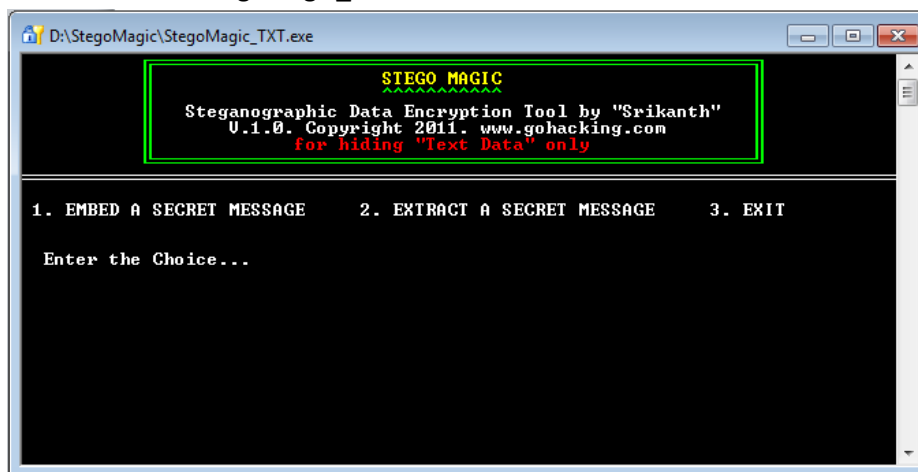 D:\StegoMagic\StegoMagic_TXT.exe
STEGO MAGIC
^^^^^^^^^^^
Steganographic Data Encryption Tool by "Srikanth"
V.1.0. Copyright 2011. www.gohacking.com
for hiding "Text Data" only
1. EMBED A SECRET MESSAGE 2. EXTRACT A SECRET MESSAGE 3. EXIT
Enter the Choice...